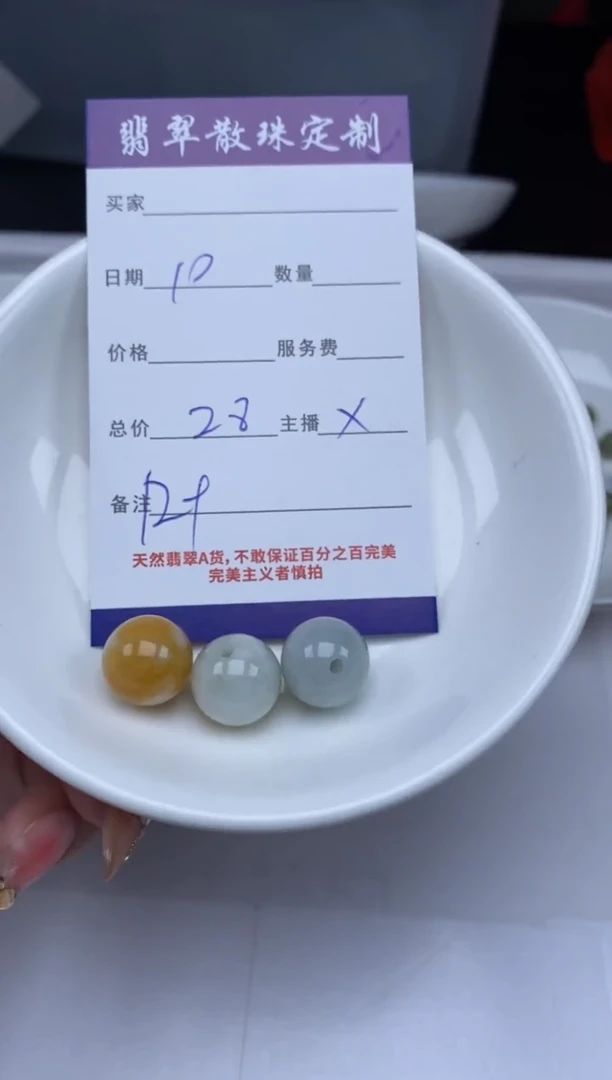 翡翠散珠定制
买家
日期 10 数量
价格 服务费
总价 28 主播 X
备注
天然翡翠A货,不敢保证百分之百完美
完美主义者慎拍